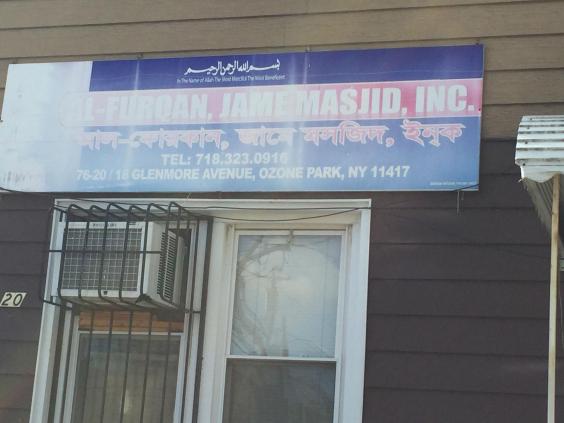 بسم الله الرحمن الرحيم
In The Name of Allah The Most Merciful The Most Beneficent
AL-FURQAN, JAME MASJID, INC.
আল-ফোরকান, জামে মসজিদ, ইন্‌ক
TEL: 718.323.0916
76-20 / 18 GLENMORE AVENUE, OZONE PARK, NY 11417
20